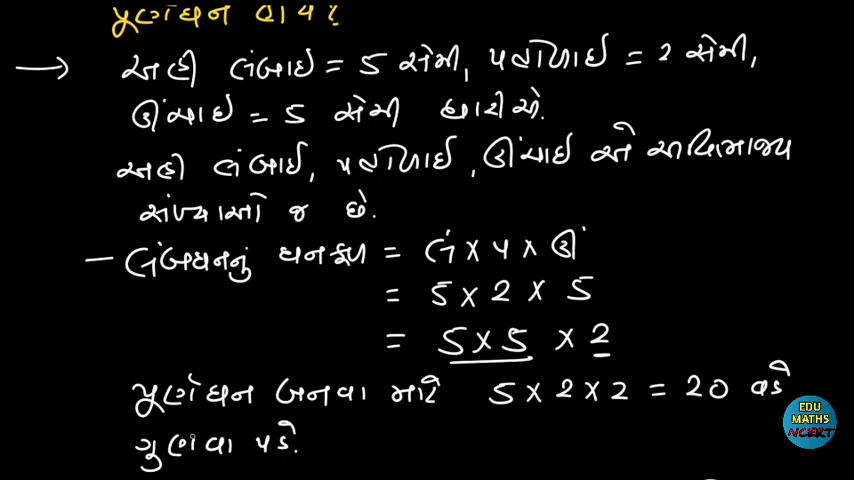 પૂર્ણઘન થાય?
→ અહીં લંબાઈ = 5 સેમી, પહોળાઈ = 2 સેમી,
ઊંચાઈ = 5 સેમી ધારીએ.
અહીં લંબાઈ, પહોળાઈ, ઊંચાઈ એ અવિભાજ્ય
સંખ્યાઓ જ છે.
- લંબઘનનું ઘનફળ = લં × પ × ઊં
= 5 × 2 × 5
= 5 × 5 × 2
પૂર્ણઘન બનવા માટે 5 × 2 × 2 = 20 વડે
ગુણવા પડે.
EDU
MATHS
NCERT